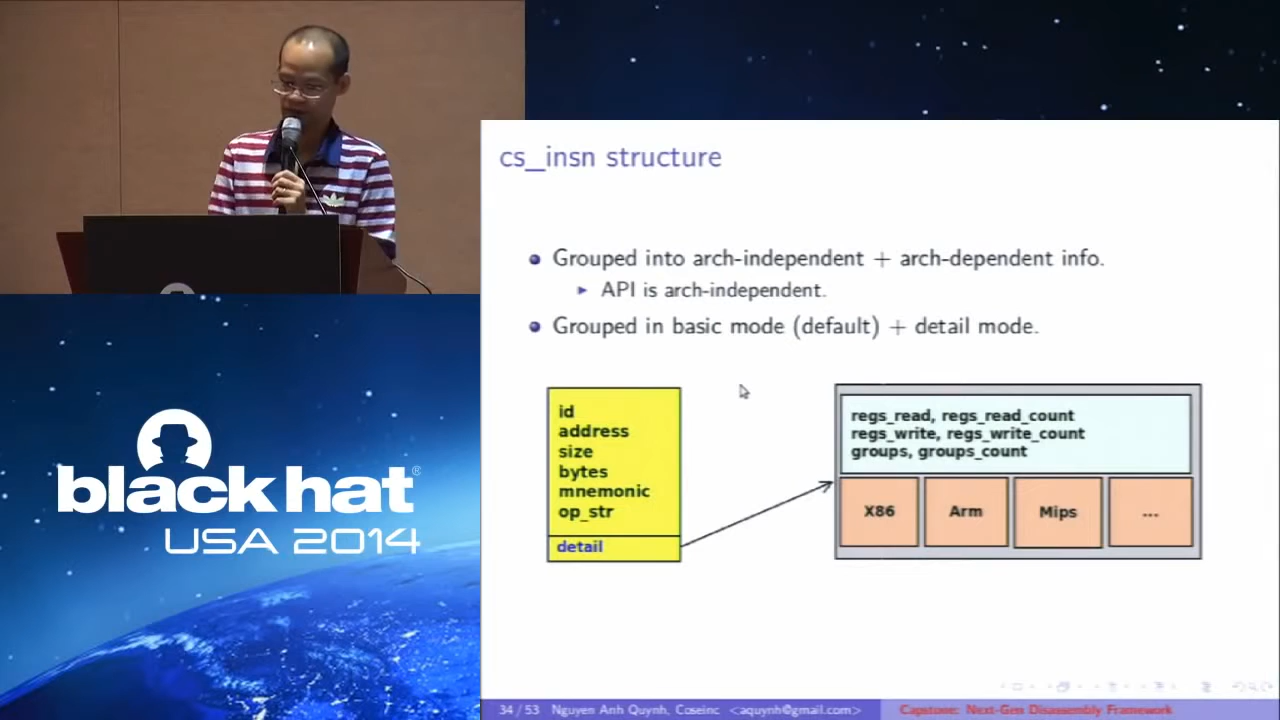 cs_insn structure
Grouped into arch-independent + arch-dependent info.
API is arch-independent.
Grouped in basic mode (default) + detail mode.
id
address
size
bytes
mnemonic
op_str
detail
regs_read, regs_read_count
regs_write, regs_write_count
groups, groups_count
X86
Arm
Mips
...
black hat®
USA 2014
34 / 53
Nguyen Anh Quynh, Coseinc <aquynh@gmail.com>
Capstone: Next-Gen Disassembly Framework